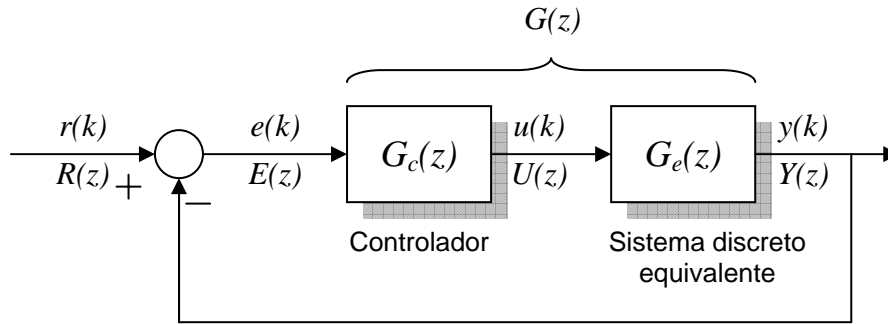 G(z)
r(k) e(k) u(k) y(k)
G_c(z) G_e(z)
R(z) + E(z) U(z) Y(z)
−
Controlador Sistema discreto
equivalente